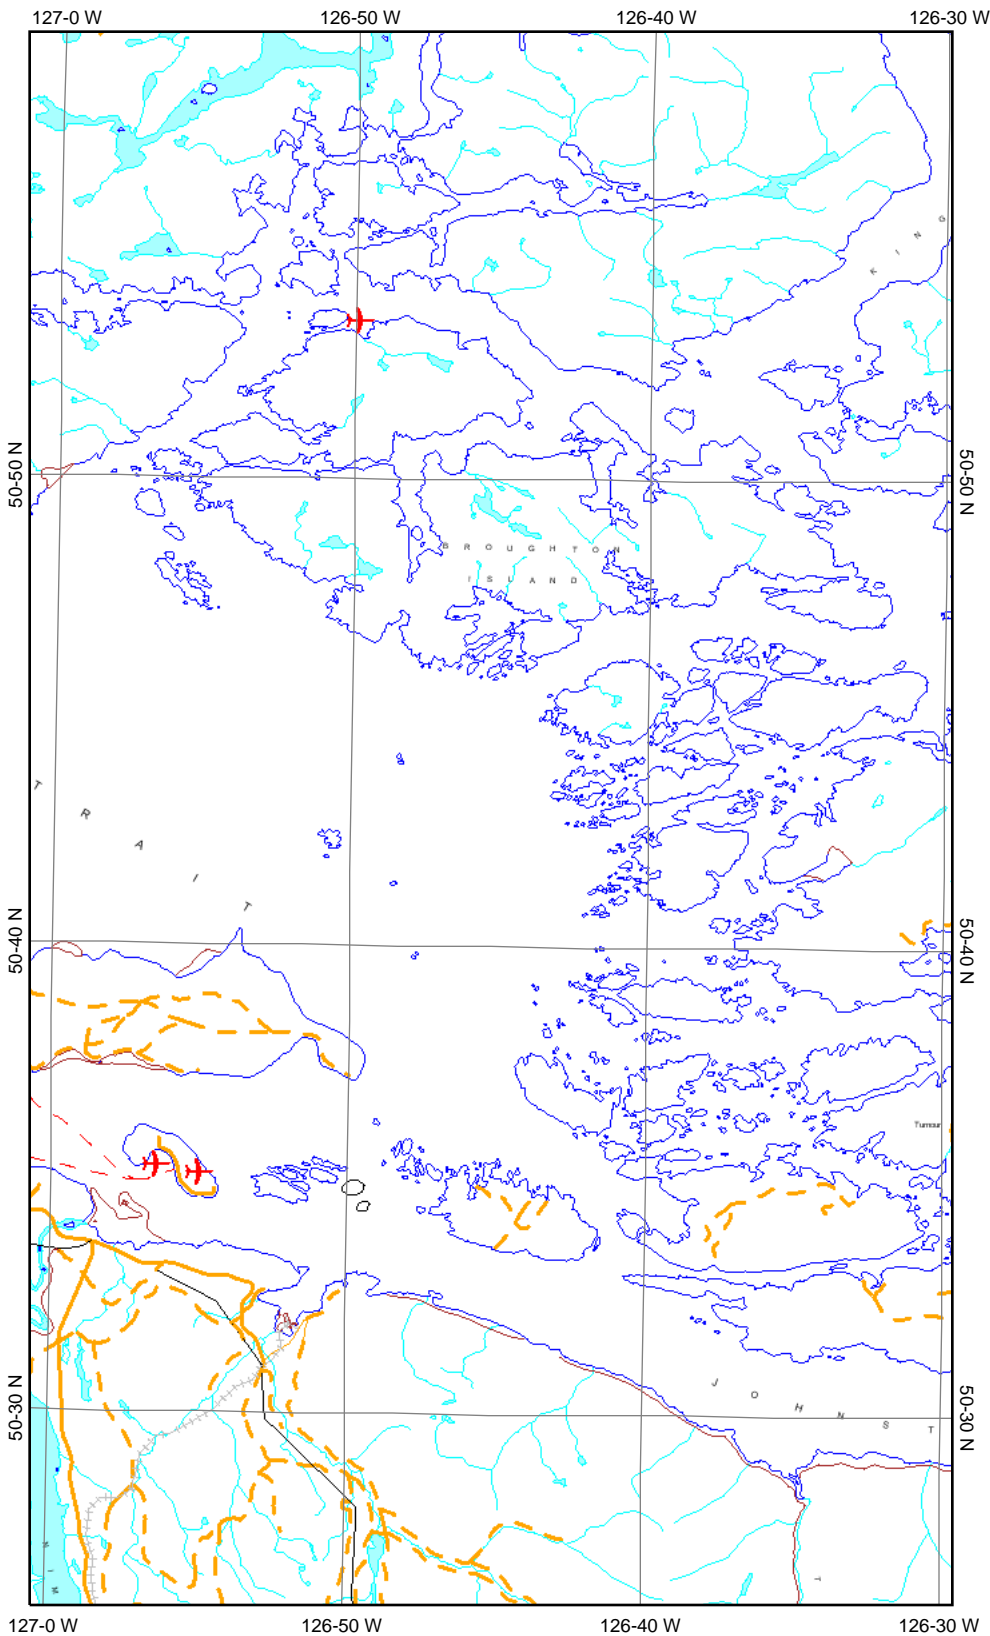 127-0 W 126-50 W 126-40 W 126-30 W
K I N G
50-50 N 50-50 N
B R O U G H T O N
I S L A N D
T R A I T
50-40 N 50-40 N
Turnour
J O H N S T
50-30 N 50-30 N
N I M
T
127-0 W 126-50 W 126-40 W 126-30 W